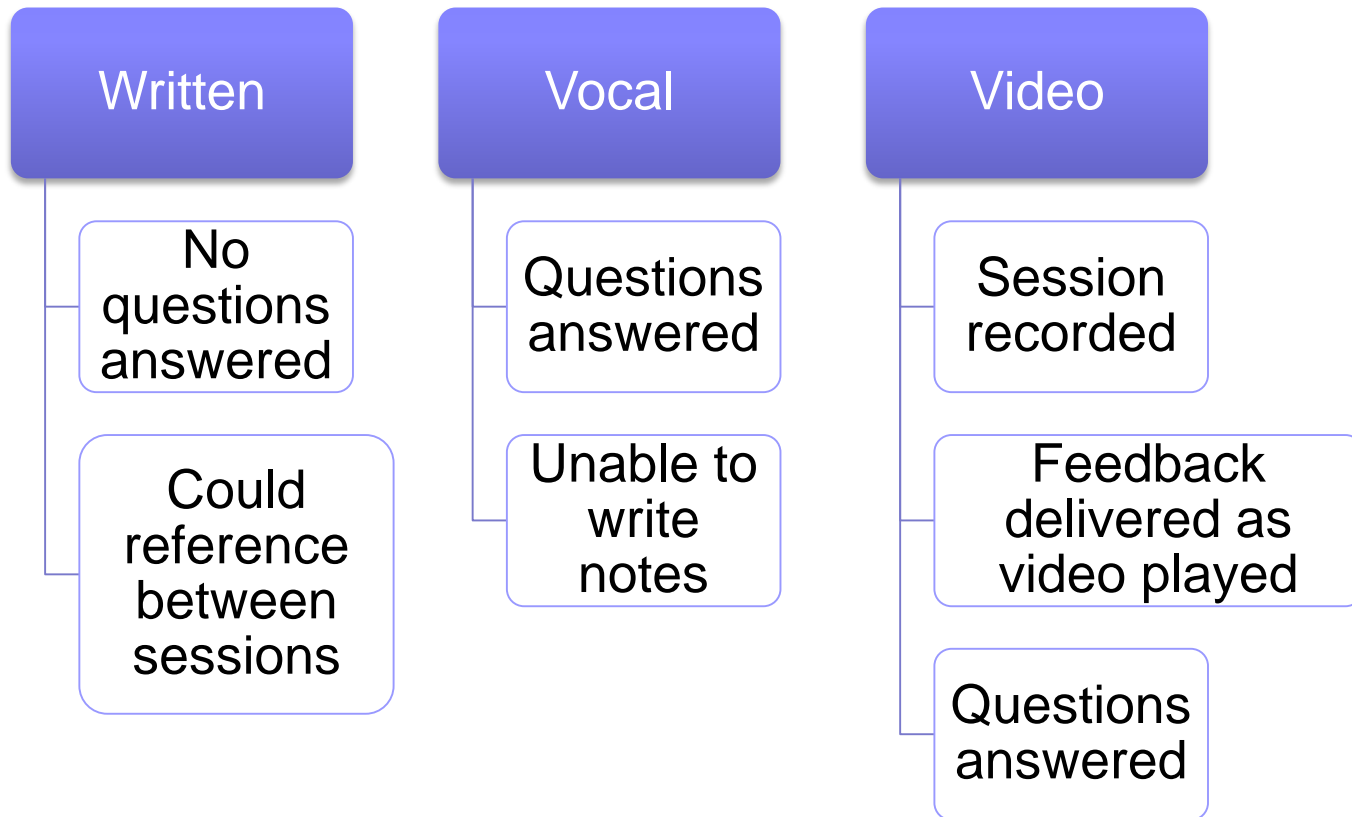 Written
No
questions
answered
Could
reference
between
sessions
Vocal
Questions
answered
Unable to
write
notes
Video
Session
recorded
Feedback
delivered as
video played
Questions
answered